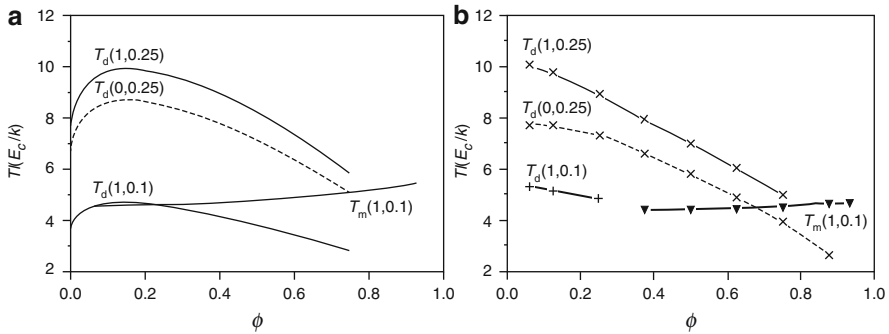 a
12
10
8
6
4
2
T/(E_c/k)
T_d(1,0.25)
T_d(0,0.25)
T_d(1,0.1)
T_m(1,0.1)
0.0 0.2 0.4 0.6 0.8 1.0
ϕ
b
12
10
8
6
4
2
T/(E_c/k)
T_d(1,0.25)
T_d(0,0.25)
T_d(1,0.1)
T_m(1,0.1)
0.0 0.2 0.4 0.6 0.8 1.0
ϕ